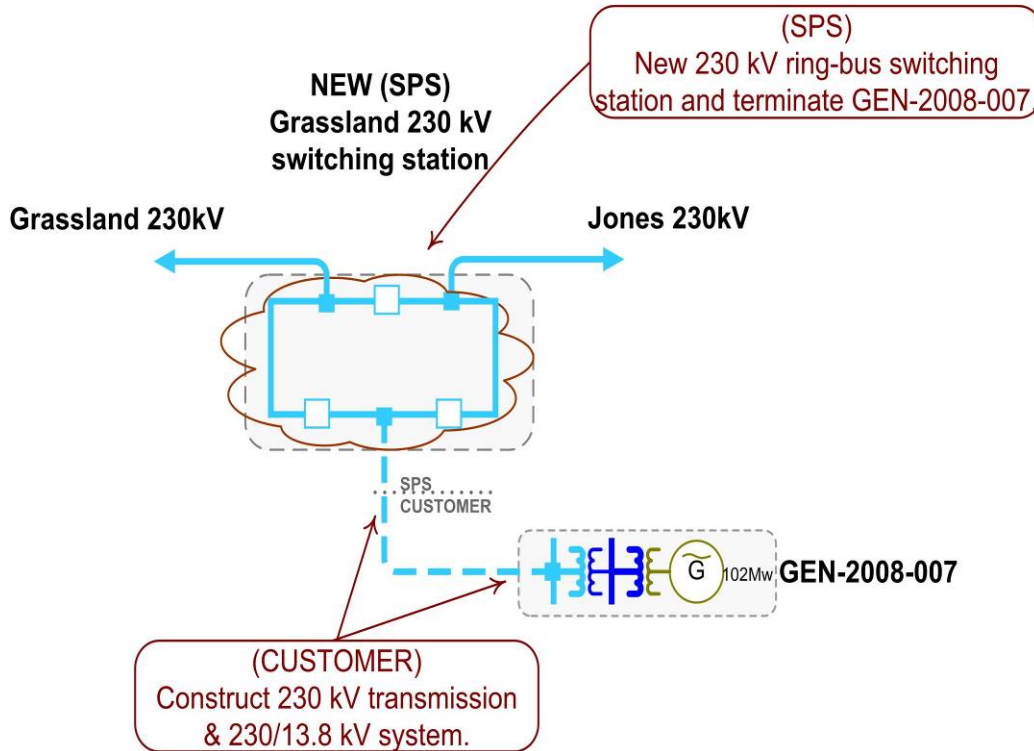 (SPS)
New 230 kV ring-bus switching
station and terminate GEN-2008-007.
NEW (SPS)
Grassland 230 kV
switching station
Grassland 230kV
Jones 230kV
SPS
CUSTOMER
G
102Mw
GEN-2008-007
(CUSTOMER)
Construct 230 kV transmission
& 230/13.8 kV system.